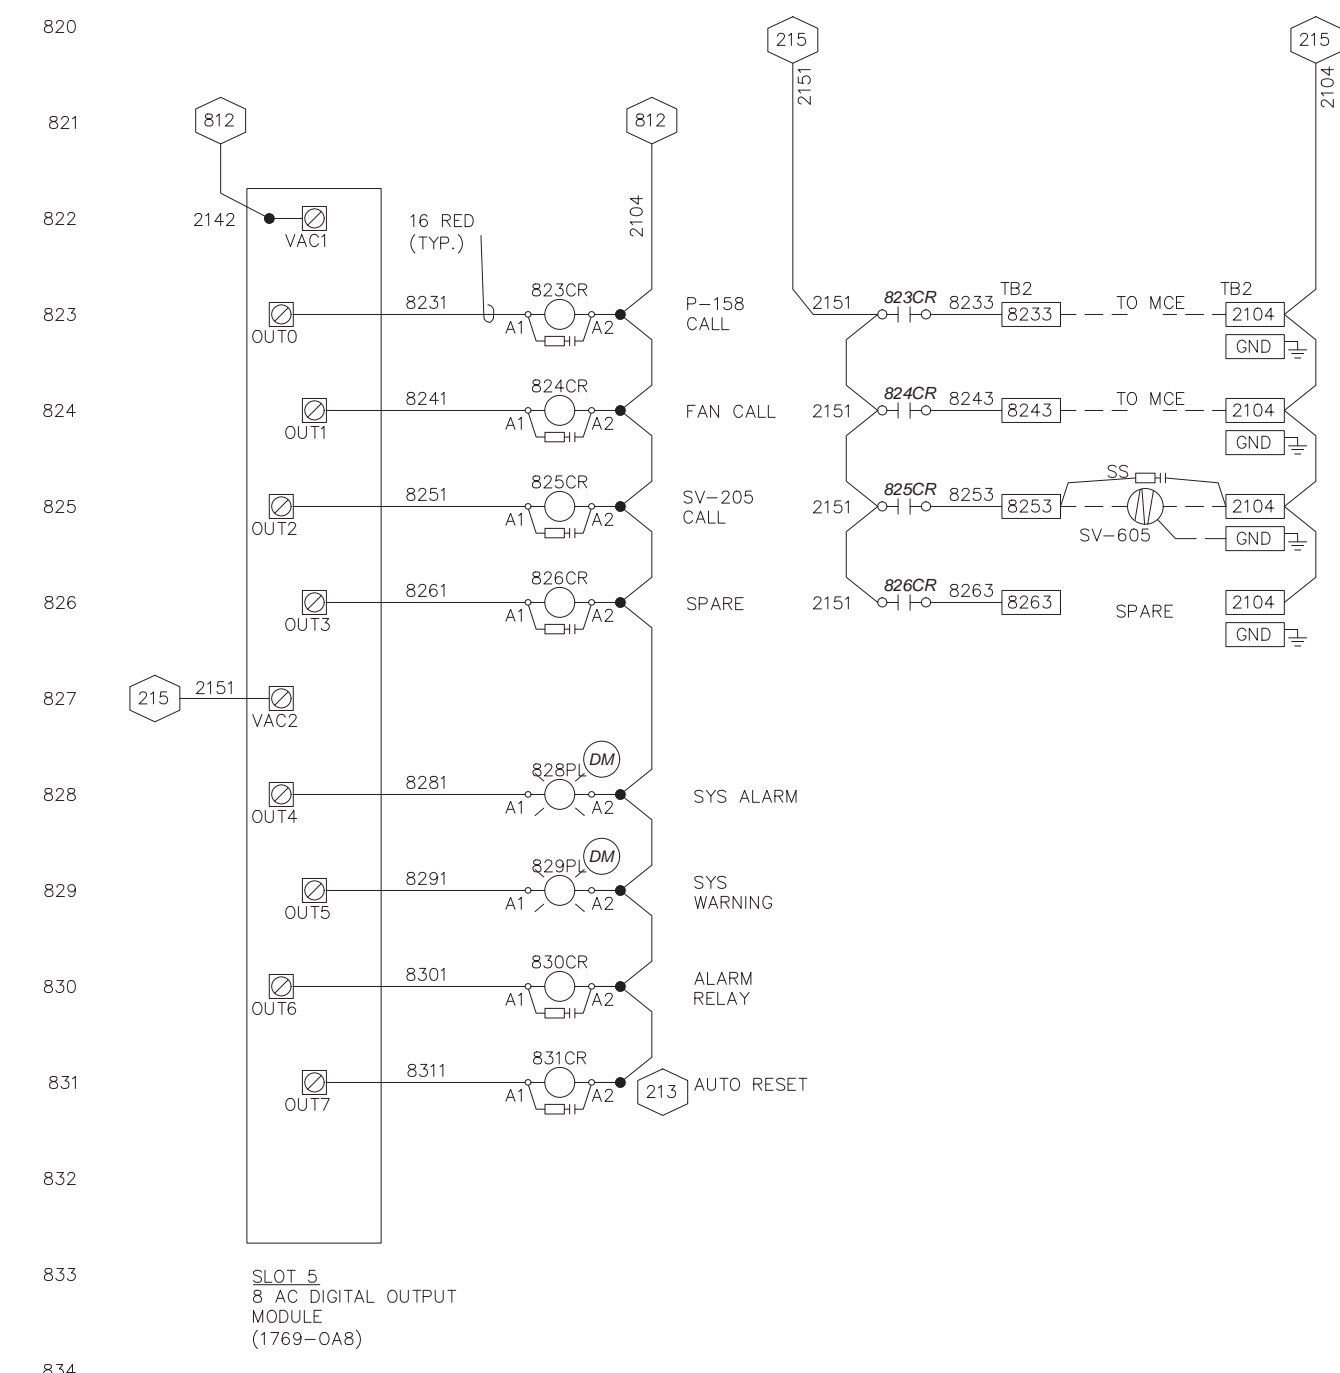 820
215
215
2151
2104
821
812
812
822
2142
VAC1
16 RED
(TYP.)
2104
823
OUT0
8231
823CR
A1
A2
P-158
CALL
2151
823CR
8233
TB2
8233
TO MCE
TB2
2104
GND
824
OUT1
8241
824CR
A1
A2
FAN CALL
2151
824CR
8243
8243
TO MCE
2104
GND
825
OUT2
8251
825CR
A1
A2
SV-205
CALL
2151
825CR
8253
8253
SS
SV-605
2104
GND
826
OUT3
8261
826CR
A1
A2
SPARE
2151
826CR
8263
8263
SPARE
2104
GND
827
215
2151
VAC2
828
OUT4
8281
828PL
DM
A1
A2
SYS ALARM
829
OUT5
8291
829PL
DM
A1
A2
SYS
WARNING
830
OUT6
8301
830CR
A1
A2
ALARM
RELAY
831
OUT7
8311
831CR
A1
A2
213
AUTO RESET
832
833
SLOT 5
8 AC DIGITAL OUTPUT
MODULE
(1769-OA8)
834